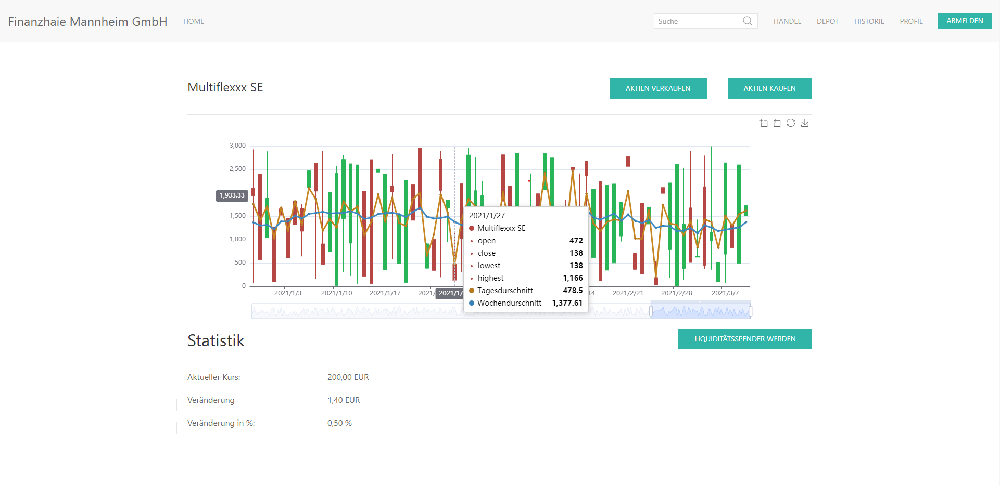 Finanzhaie Mannheim GmbH HOME Suche HANDEL DEPOT HISTORIE PROFIL ABMELDEN
Multiflexxx SE AKTIEN VERKAUFEN AKTIEN KAUFEN
3,000
2,500
1,933.33
1,500
1,000
500
0
2021/1/27
Multiflexxx SE
open 472
close 138
lowest 138
highest 1,166
Tagesdurschnitt 478.5
Wochendurschnitt 1,377.61
2021/1/3 2021/1/10 2021/1/17 2021/ 2021/1/ 14 2021/2/21 2021/2/28 2021/3/7
Statistik LIQUIDITÄTSSPENDER WERDEN
Aktueller Kurs: 200,00 EUR
Veränderung 1,40 EUR
Veränderung in %: 0,50 %